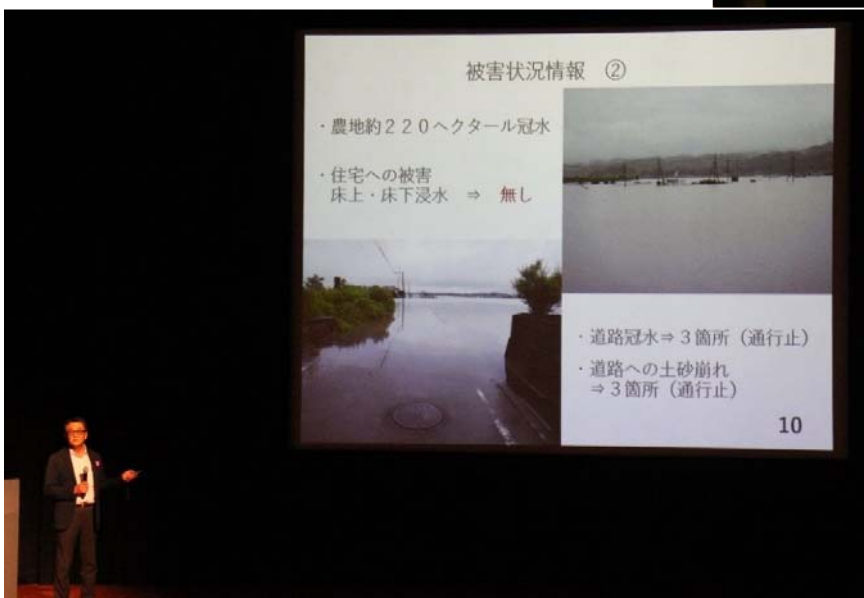 被害状況情報 ②
・農地約220ヘクタール冠水
・住宅への被害
床上・床下浸水 ⇒ 無し
・道路冠水⇒3箇所（通行止）
・道路への土砂崩れ
⇒3箇所（通行止）
10